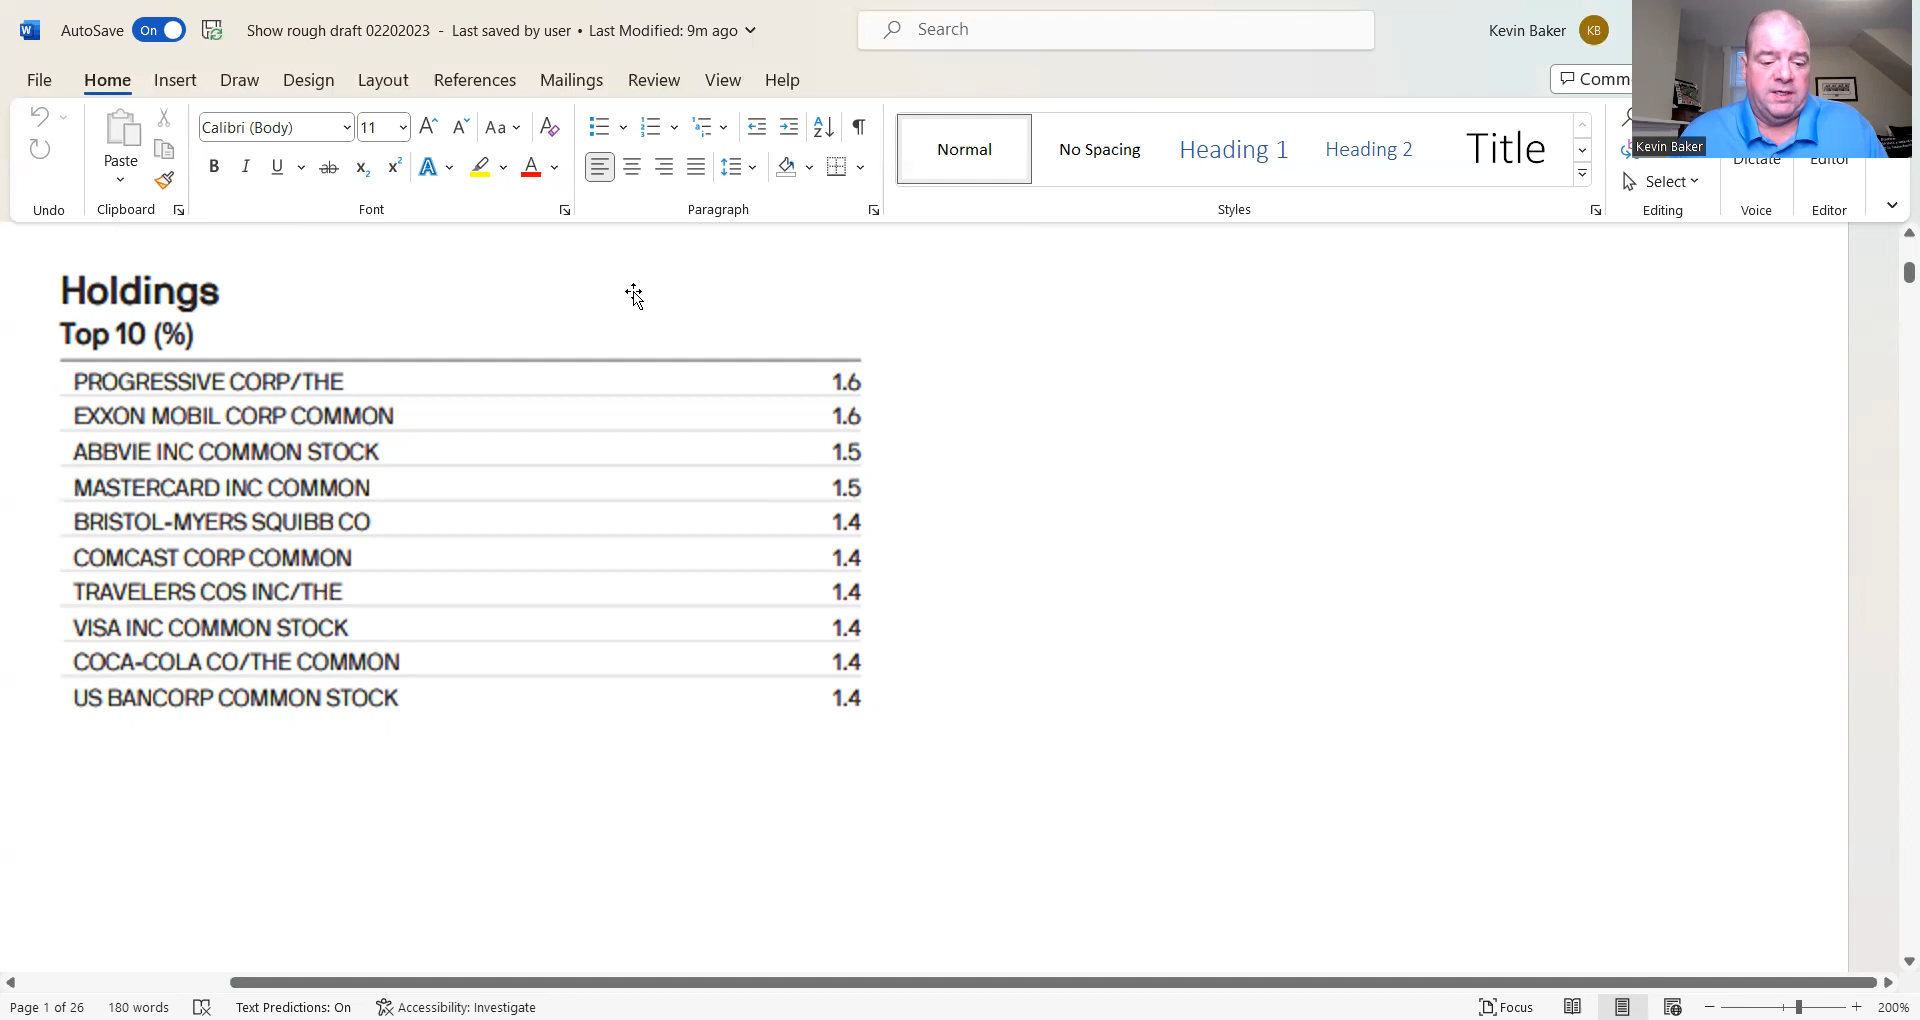 AutoSave On Show rough draft 02202023 - Last saved by user • Last Modified: 9m ago Search Kevin Baker KB
File Home Insert Draw Design Layout References Mailings Review View Help Comm
Calibri (Body) 11 Aa Normal No Spacing Heading 1 Heading 2 Title
Paste Select Dictate Editor
Kevin Baker
Undo Clipboard Font Paragraph Styles Editing Voice Editor
Holdings
Top 10 (%)
PROGRESSIVE CORP/THE 1.6
EXXON MOBIL CORP COMMON 1.6
ABBVIE INC COMMON STOCK 1.5
MASTERCARD INC COMMON 1.5
BRISTOL-MYERS SQUIBB CO 1.4
COMCAST CORP COMMON 1.4
TRAVELERS COS INC/THE 1.4
VISA INC COMMON STOCK 1.4
COCA-COLA CO/THE COMMON 1.4
US BANCORP COMMON STOCK 1.4
Page 1 of 26 180 words Text Predictions: On Accessibility: Investigate Focus 200%